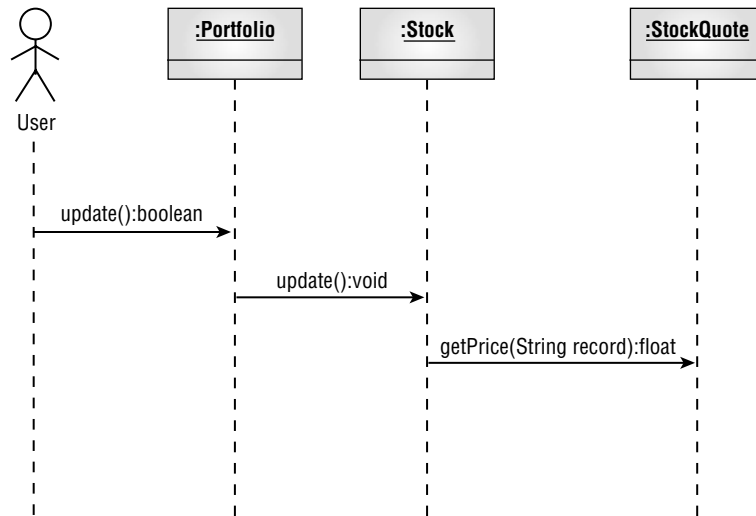 :Portfolio
:Stock
:StockQuote
User
update():boolean
update():void
getPrice(String record):float